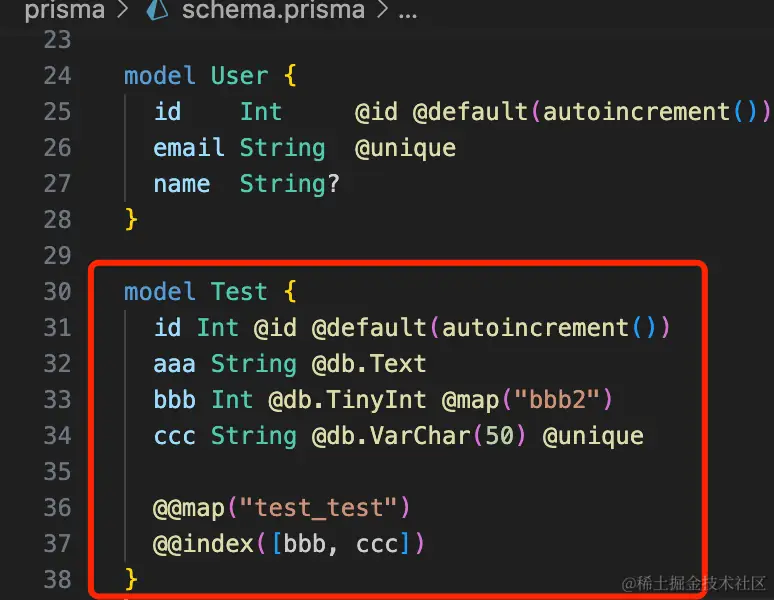 prisma > schema.prisma > ...
23
24 model User {
25 id Int @id @default(autoincrement())
26 email String @unique
27 name String?
28 }
29
30 model Test {
31 id Int @id @default(autoincrement())
32 aaa String @db.Text
33 bbb Int @db.TinyInt @map("bbb2")
34 ccc String @db.VarChar(50) @unique
35
36 @@map("test_test")
37 @@index([bbb, ccc])
38 }
@稀土掘金技术社区